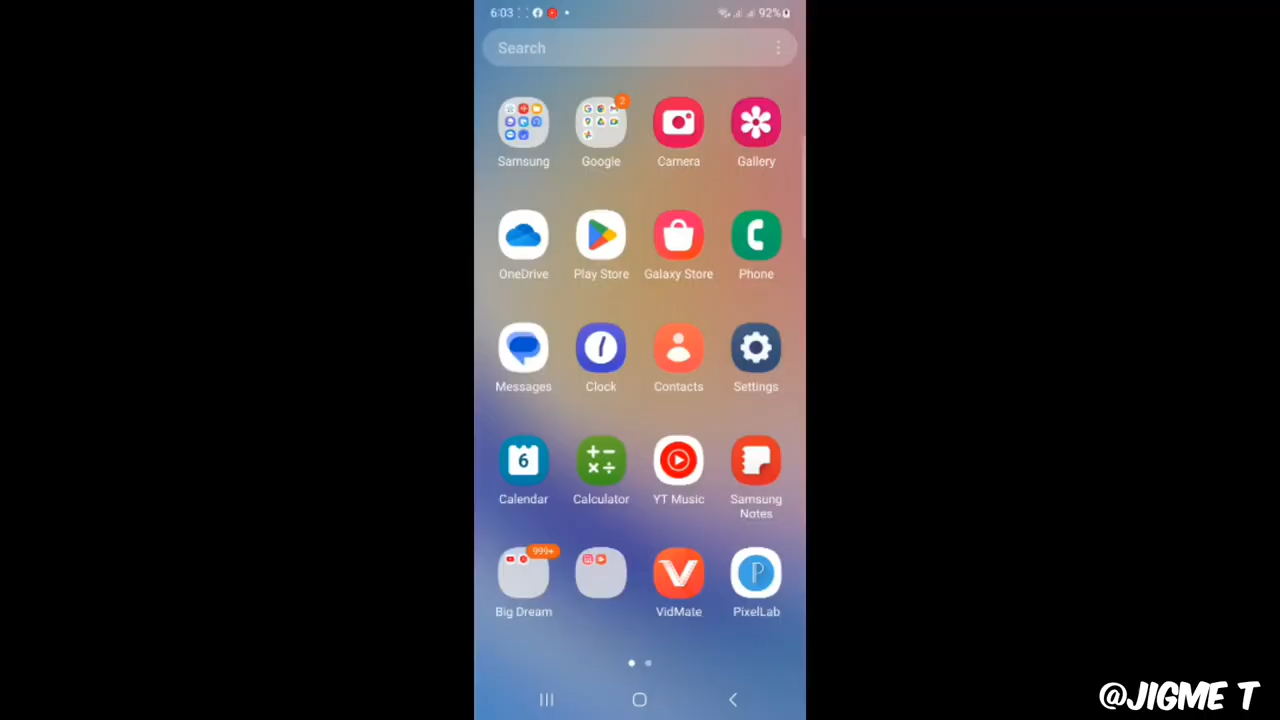 6:03
92%
Search
2
Samsung Google Camera Gallery
OneDrive Play Store Galaxy Store Phone
Messages Clock Contacts Settings
6
Calendar Calculator YT Music Samsung Notes
999+
Big Dream VidMate PixelLab
@JIGME T